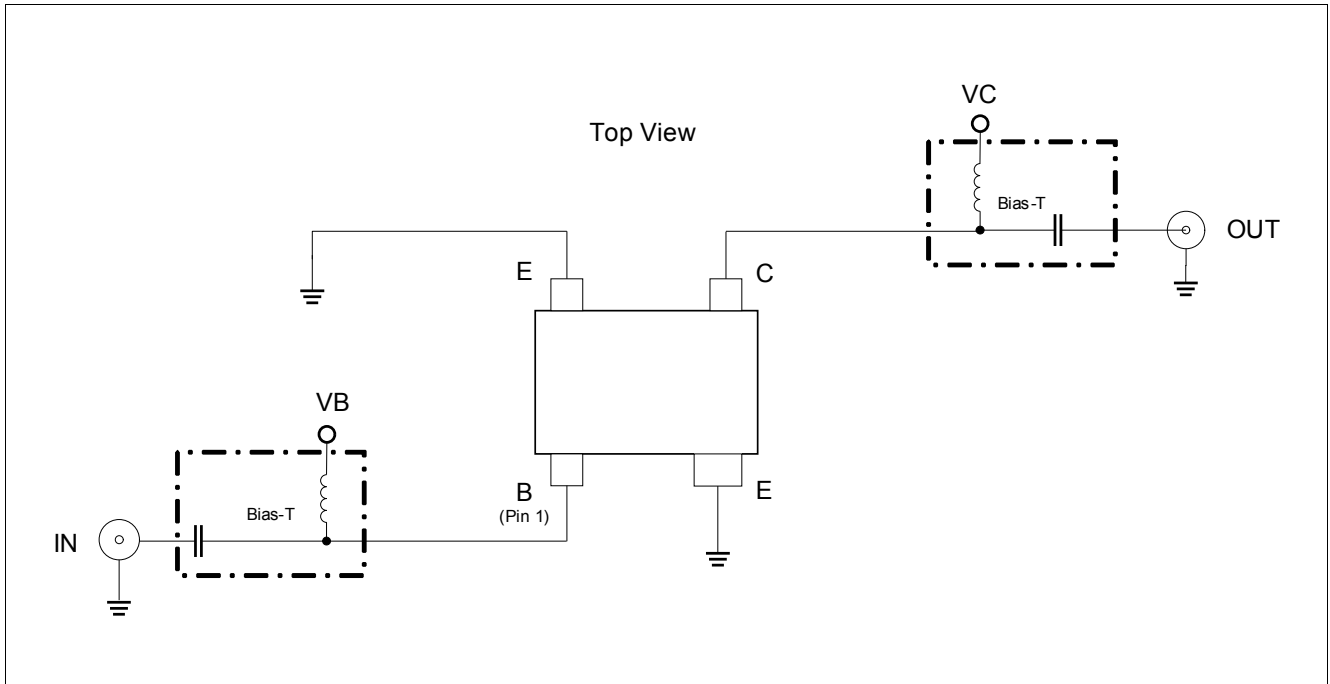 VC
Top View
Bias-T
OUT
E
C
VB
B
E
(Pin 1)
Bias-T
IN